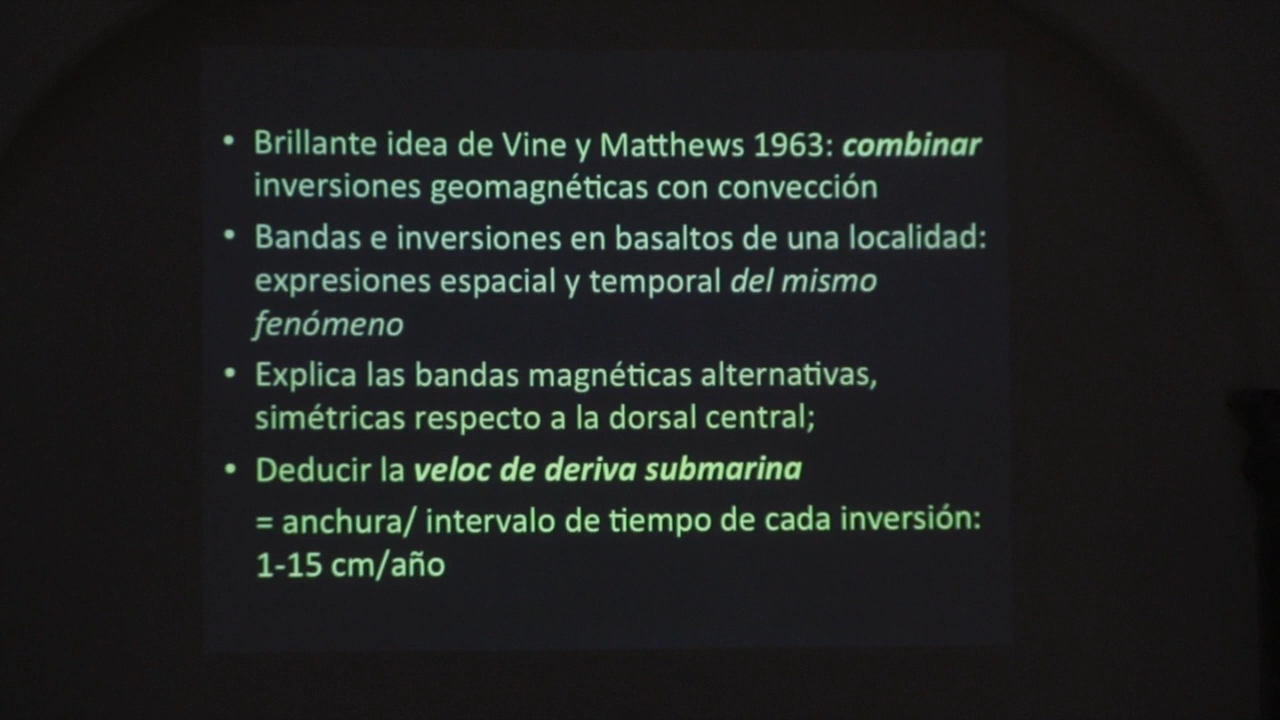 • Brillante idea de Vine y Matthews 1963: combinar
inversiones geomagnéticas con convección
• Bandas e inversiones en basaltos de una localidad:
expresiones espacial y temporal del mismo
fenómeno
• Explica las bandas magnéticas alternativas,
simétricas respecto a la dorsal central;
• Deducir la veloc de deriva submarina
= anchura/ intervalo de tiempo de cada inversión:
1-15 cm/año